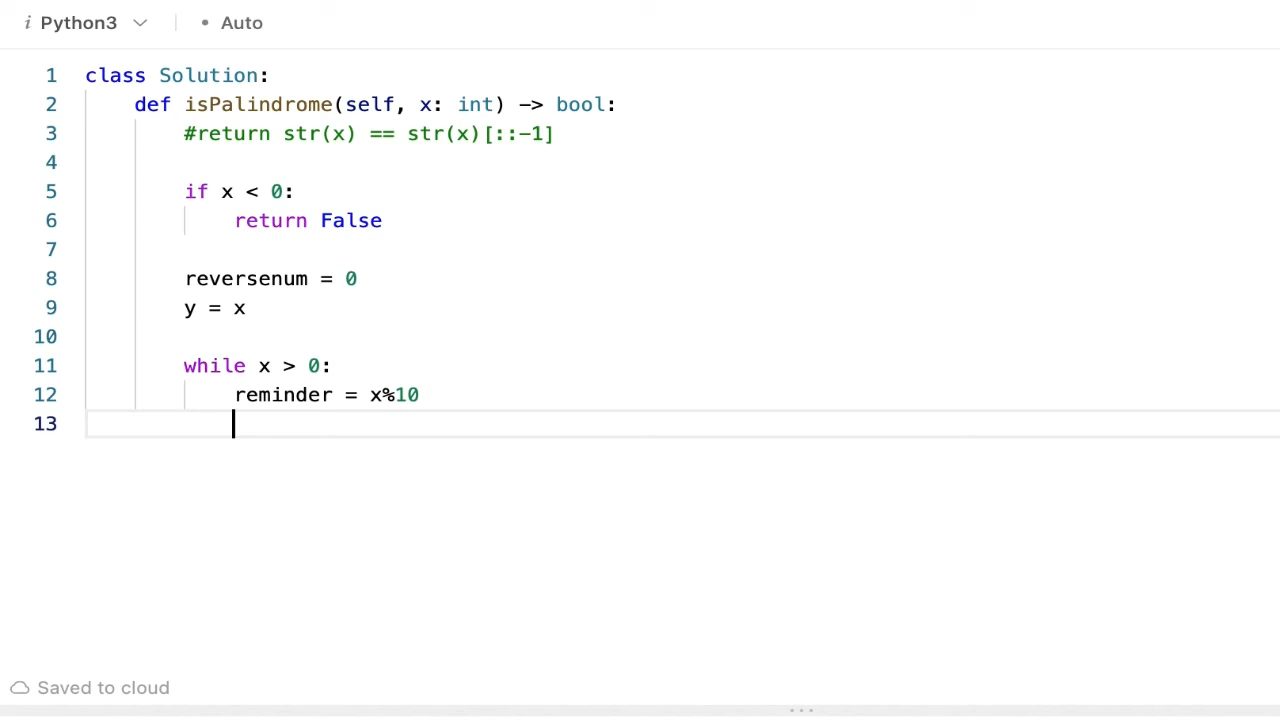 i Python3 • Auto
1 class Solution:
2 def isPalindrome(self, x: int) -> bool:
3 #return str(x) == str(x)[::-1]
4
5 if x < 0:
6 return False
7
8 reversenum = 0
9 y = x
10
11 while x > 0:
12 reminder = x%10
13
Saved to cloud